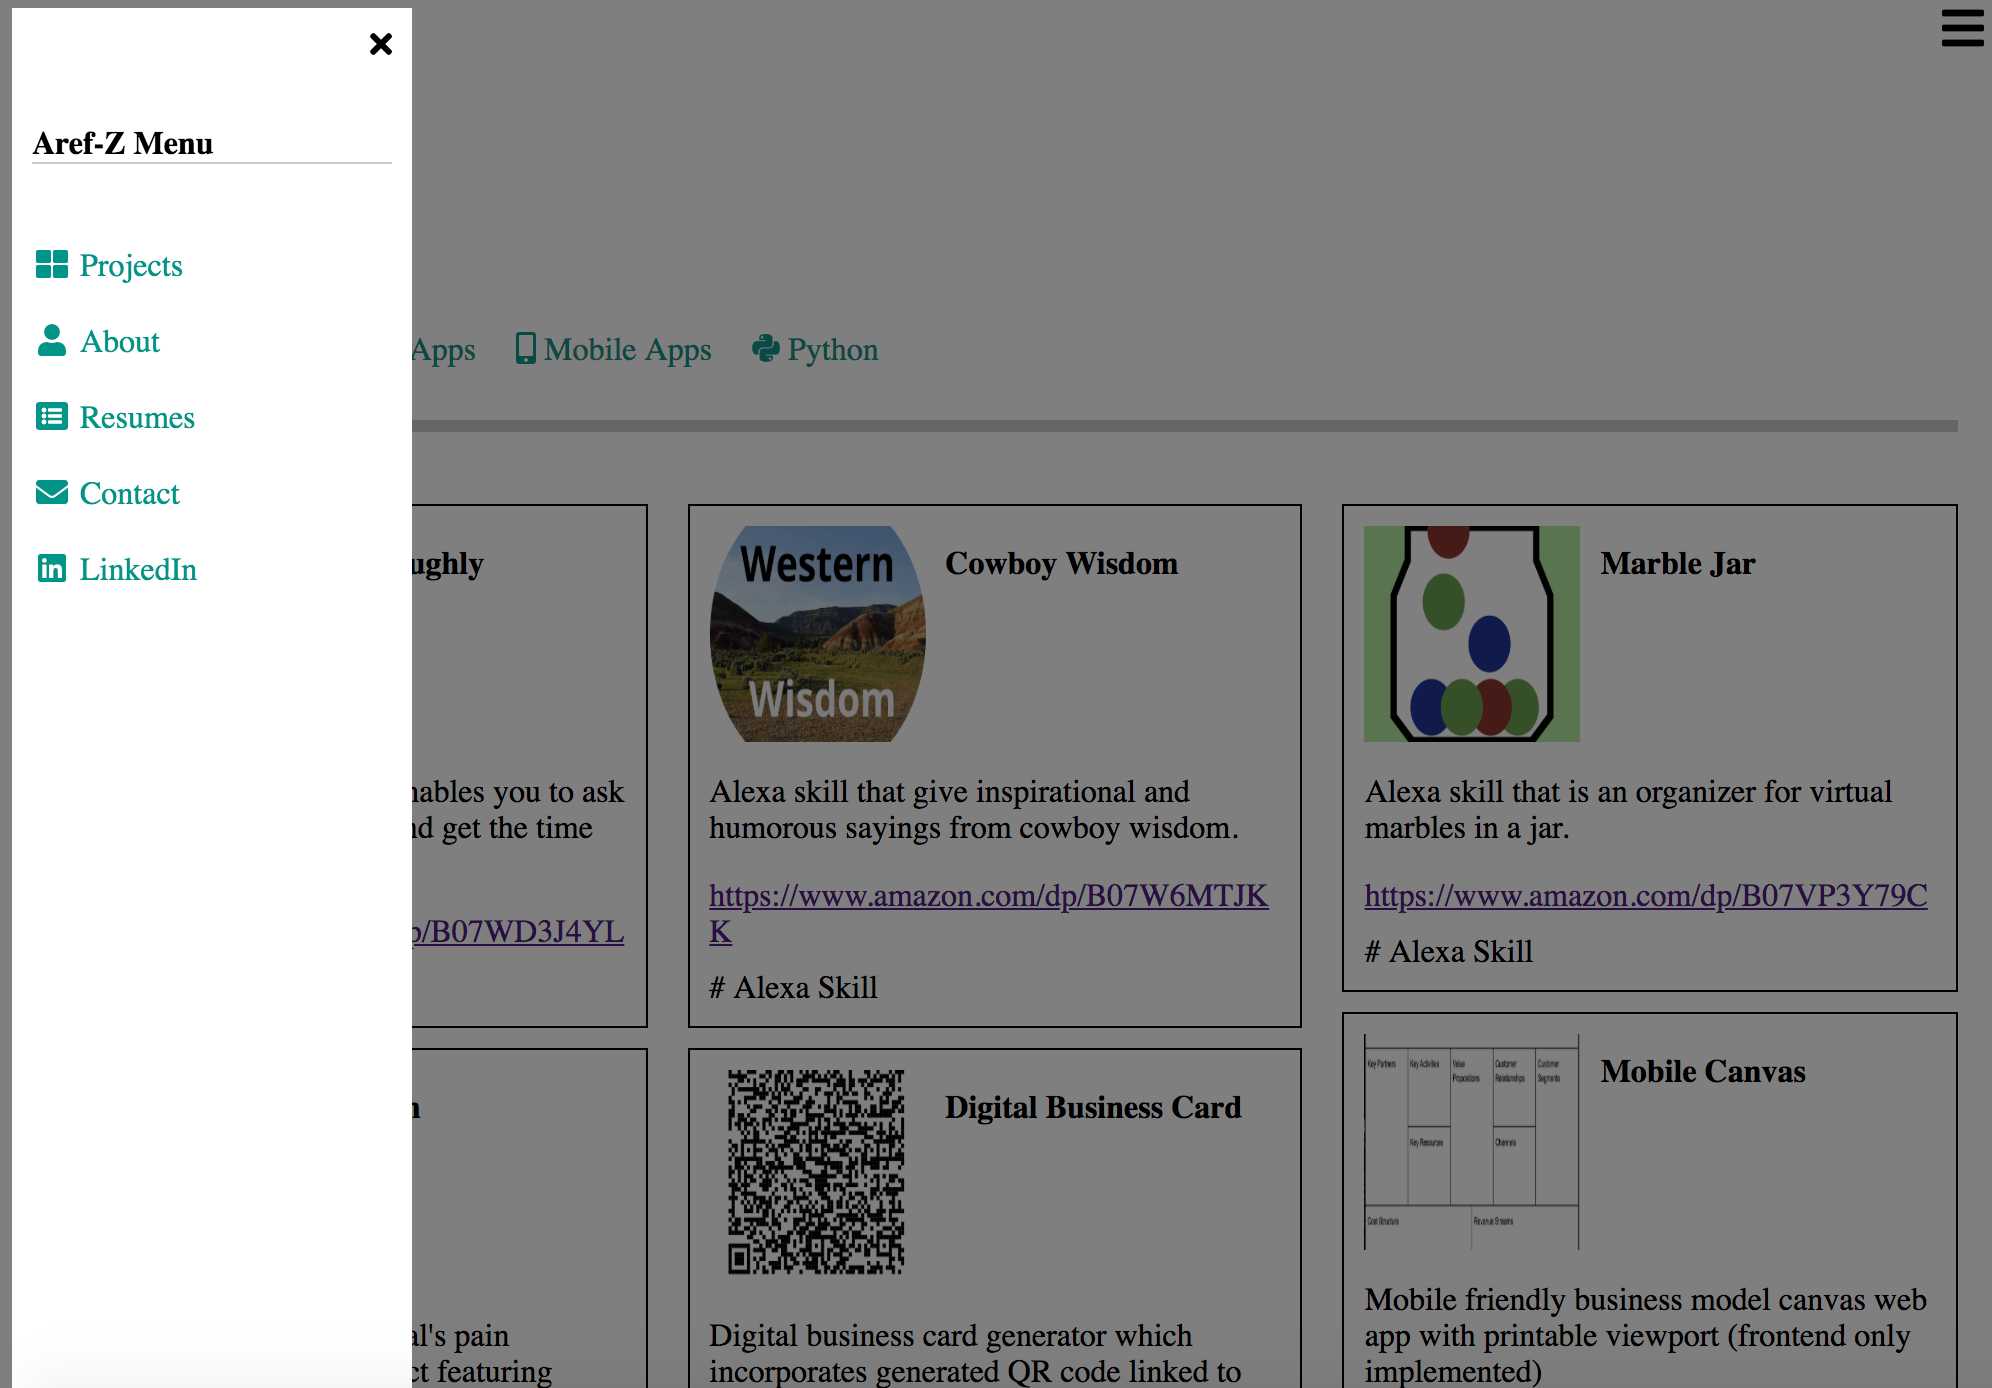 Aref-Z Menu
Projects
About
Resumes
Contact
LinkedIn
Apps
Mobile Apps
Python
ughly
nables you to ask
nd get the time
p/B07WD3J4YL
Western
Wisdom
Cowboy Wisdom
Alexa skill that give inspirational and
humorous sayings from cowboy wisdom.
https://www.amazon.com/dp/B07W6MTJK
K
# Alexa Skill
Marble Jar
Alexa skill that is an organizer for virtual
marbles in a jar.
https://www.amazon.com/dp/B07VP3Y79C
# Alexa Skill
n
al's pain
ct featuring
Digital Business Card
Digital business card generator which
incorporates generated QR code linked to
Key Partners
Key Activities
Value
Propositions
Customer
Relationships
Customer
Segments
Key Resources
Channels
Cost Structure
Revenue Streams
Mobile Canvas
Mobile friendly business model canvas web
app with printable viewport (frontend only
implemented)